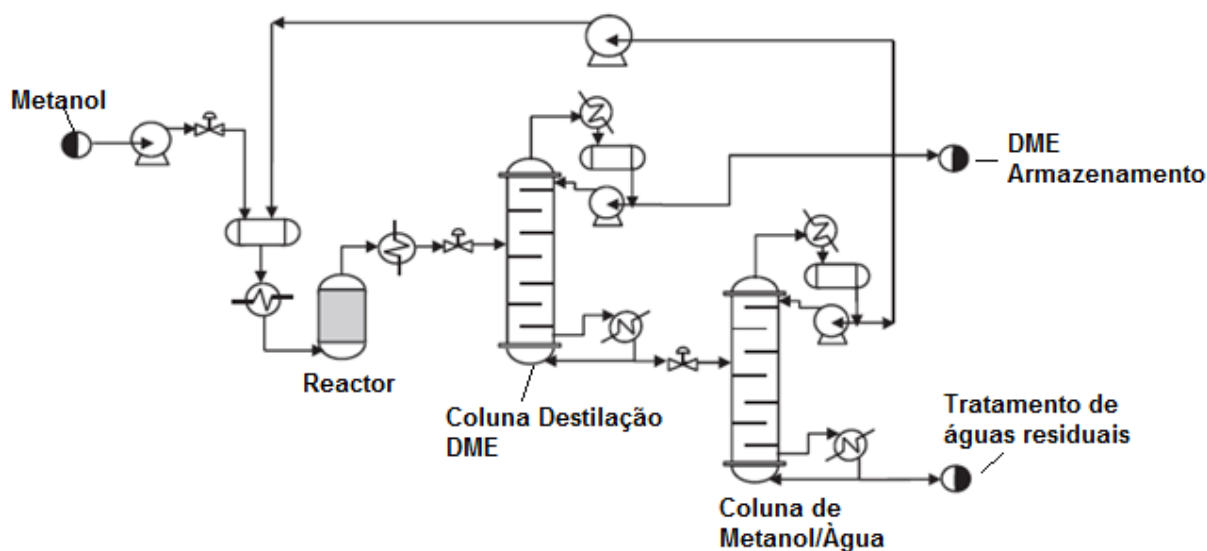 Metanol
DME
Armazenamento
Reactor
Coluna Destilação
DME
Tratamento de
águas residuais
Coluna de
Metanol/Àgua